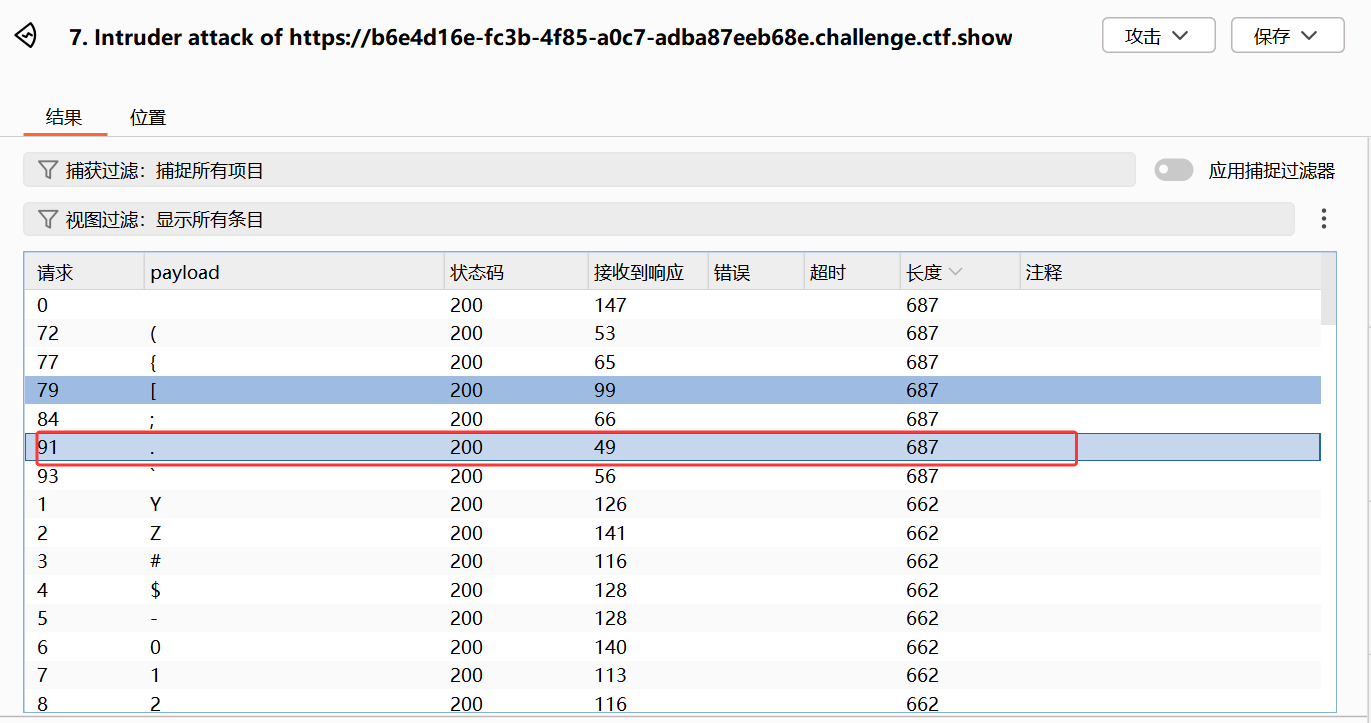 7. Intruder attack of https://b6e4d16e-fc3b-4f85-a0c7-adba87eeb68e.challenge.ctf.show 攻击 保存
结果 位置
捕获过滤：捕捉所有项目 应用捕捉过滤器
视图过滤：显示所有条目
请求 payload 状态码 接收到响应 错误 超时 长度 注释
0 200 147 687
72 ( 200 53 687
77 { 200 65 687
79 [ 200 99 687
84 ; 200 66 687
91 . 200 49 687
93 ` 200 56 687
1 Y 200 126 662
2 Z 200 141 662
3 # 200 116 662
4 $ 200 128 662
5 - 200 128 662
6 0 200 140 662
7 1 200 113 662
8 2 200 116 662